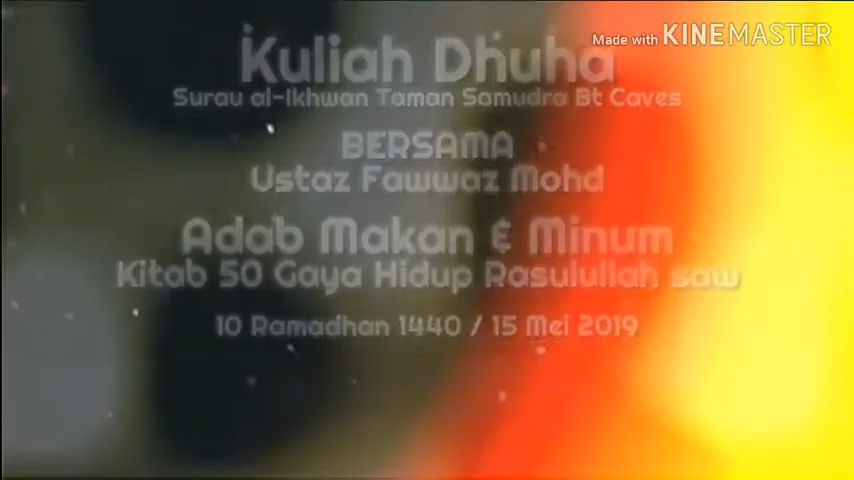 Made with KINEMASTER
Kuliah Dhuha
Surau al-Ikhwan Taman Samudra Bt Caves
BERSAMA
Ustaz Fawwaz Mohd
Adab Makan & Minum
Kitab 50 Gaya Hidup Rasulullah saw
10 Ramadhan 1440 / 15 Mei 2019